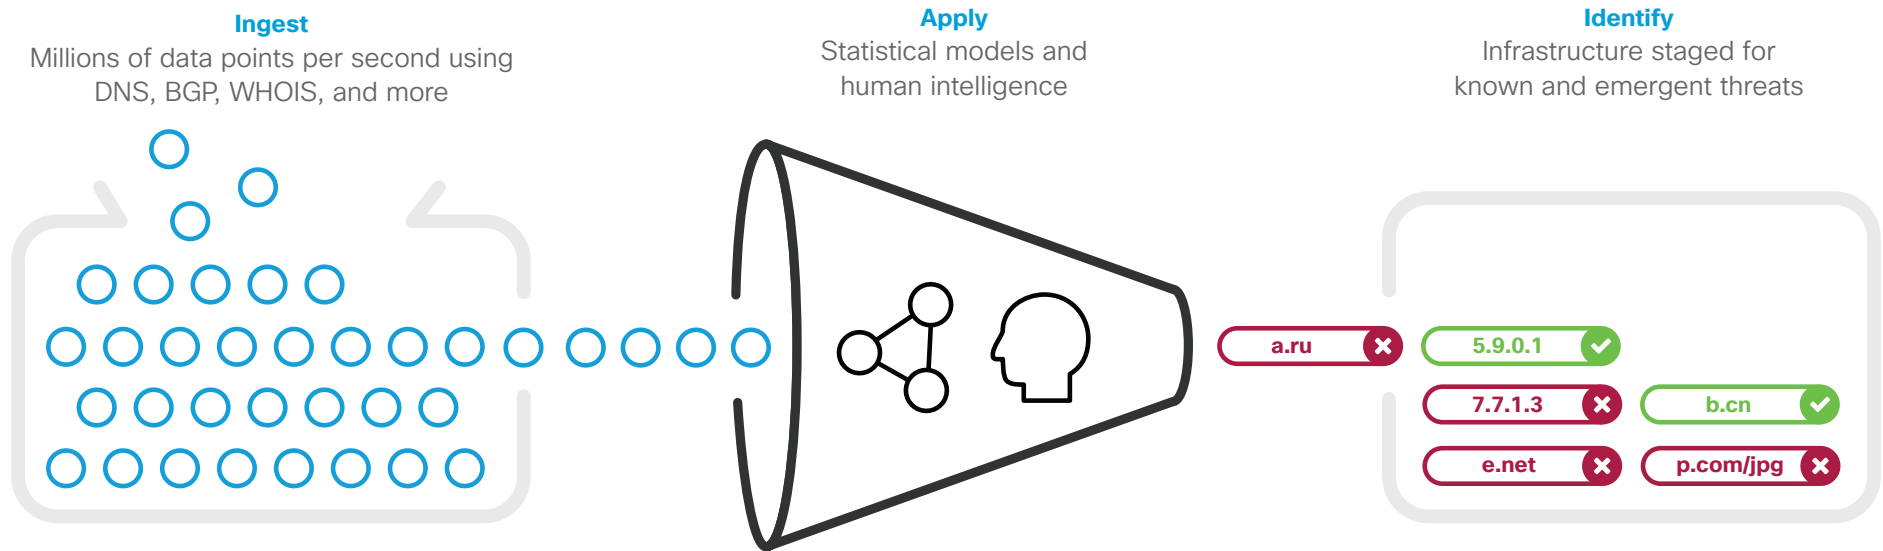 Ingest
Millions of data points per second using
DNS, BGP, WHOIS, and more
Apply
Statistical models and
human intelligence
Identify
Infrastructure staged for
known and emergent threats
a.ru
5.9.0.1
7.7.1.3
b.cn
e.net
p.com/jpg